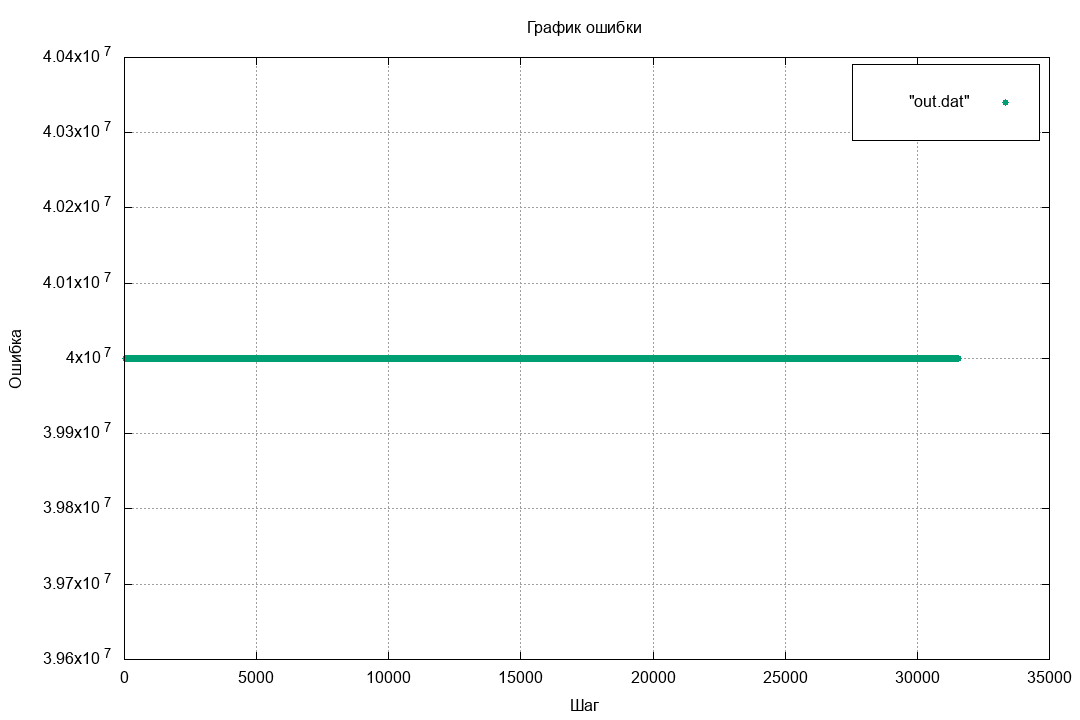 График ошибки
4.04x10 7
"out.dat"
4.03x10 7
4.02x10 7
4.01x10 7
4x10 7
Ошибка
3.99x10 7
3.98x10 7
3.97x10 7
3.96x10 7
0 5000 10000 15000 20000 25000 30000 35000
Шаг